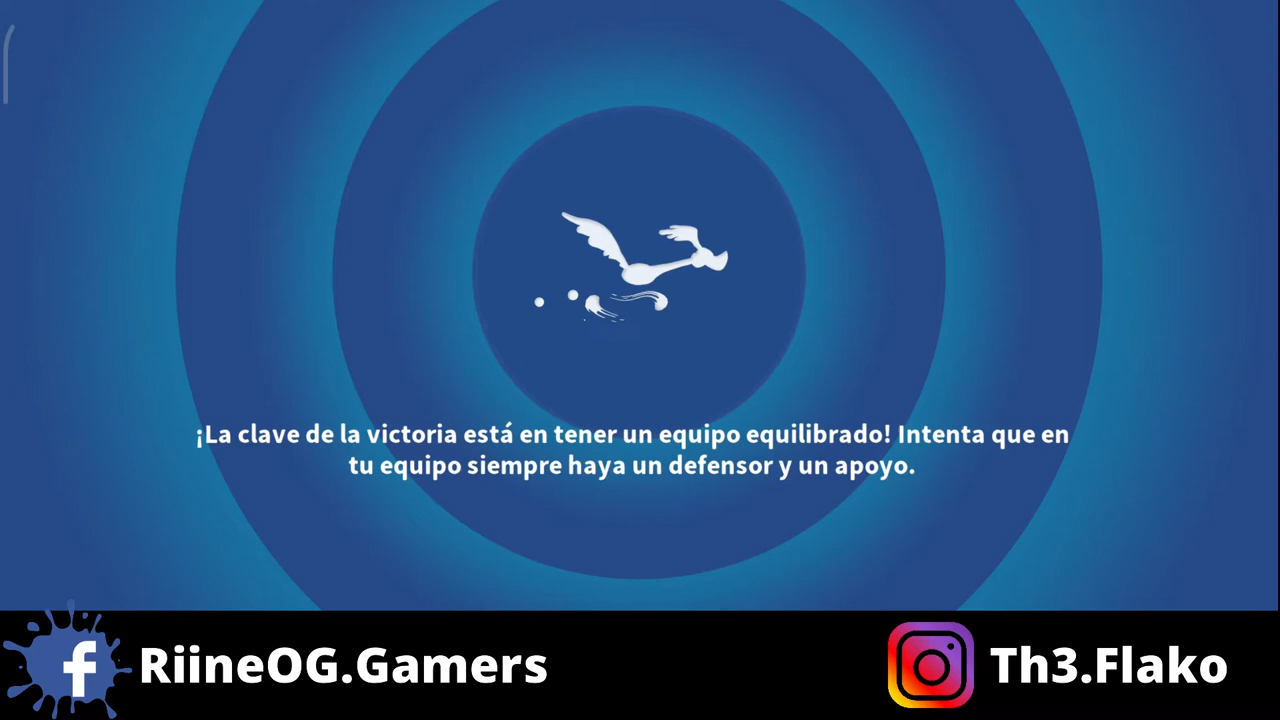 ¡La clave de la victoria está en tener un equipo equilibrado! Intenta que en
tu equipo siempre haya un defensor y un apoyo.
f RiineOG.Gamers
Th3.Flako